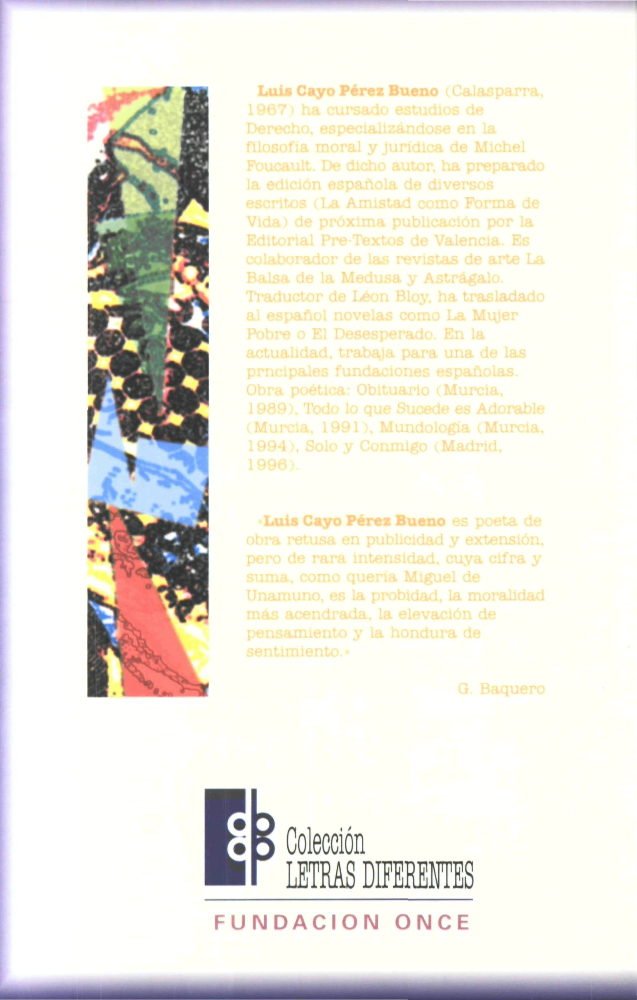 Luis Cayo Pérez Bueno (Calasparra,
1967) ha cursado estudios de
Derecho, especializándose en la
filosofía moral y jurídica de Michel
Foucault. De dicho autor, ha preparado
la edición española de diversos
escritos (La Amistad como Forma de
Vida) de próxima publicación por la
Editorial Pre-Textos de Valencia. Es
colaborador de las revistas de arte La
Balsa de la Medusa y Astrágalo.
Traductor de Léon Bloy, ha trasladado
al español novelas como La Mujer
Pobre o El Desesperado. En la
actualidad, trabaja para una de las
prncipales fundaciones españolas.
Obra poética: Obituario (Murcia,
1989), Todo lo que Sucede es Adorable
(Murcia, 1991), Mundología (Murcia,
1994), Solo y Conmigo (Madrid,
1996).
«Luis Cayo Pérez Bueno es poeta de
obra retusa en publicidad y extensión,
pero de rara intensidad, cuya cifra y
suma, como quería Miguel de
Unamuno, es la probidad, la moralidad
más acendrada, la elevación de
pensamiento y la hondura de
sentimiento.»
G. Baquero
Colección
LETRAS DIFERENTES
FUNDACION ONCE